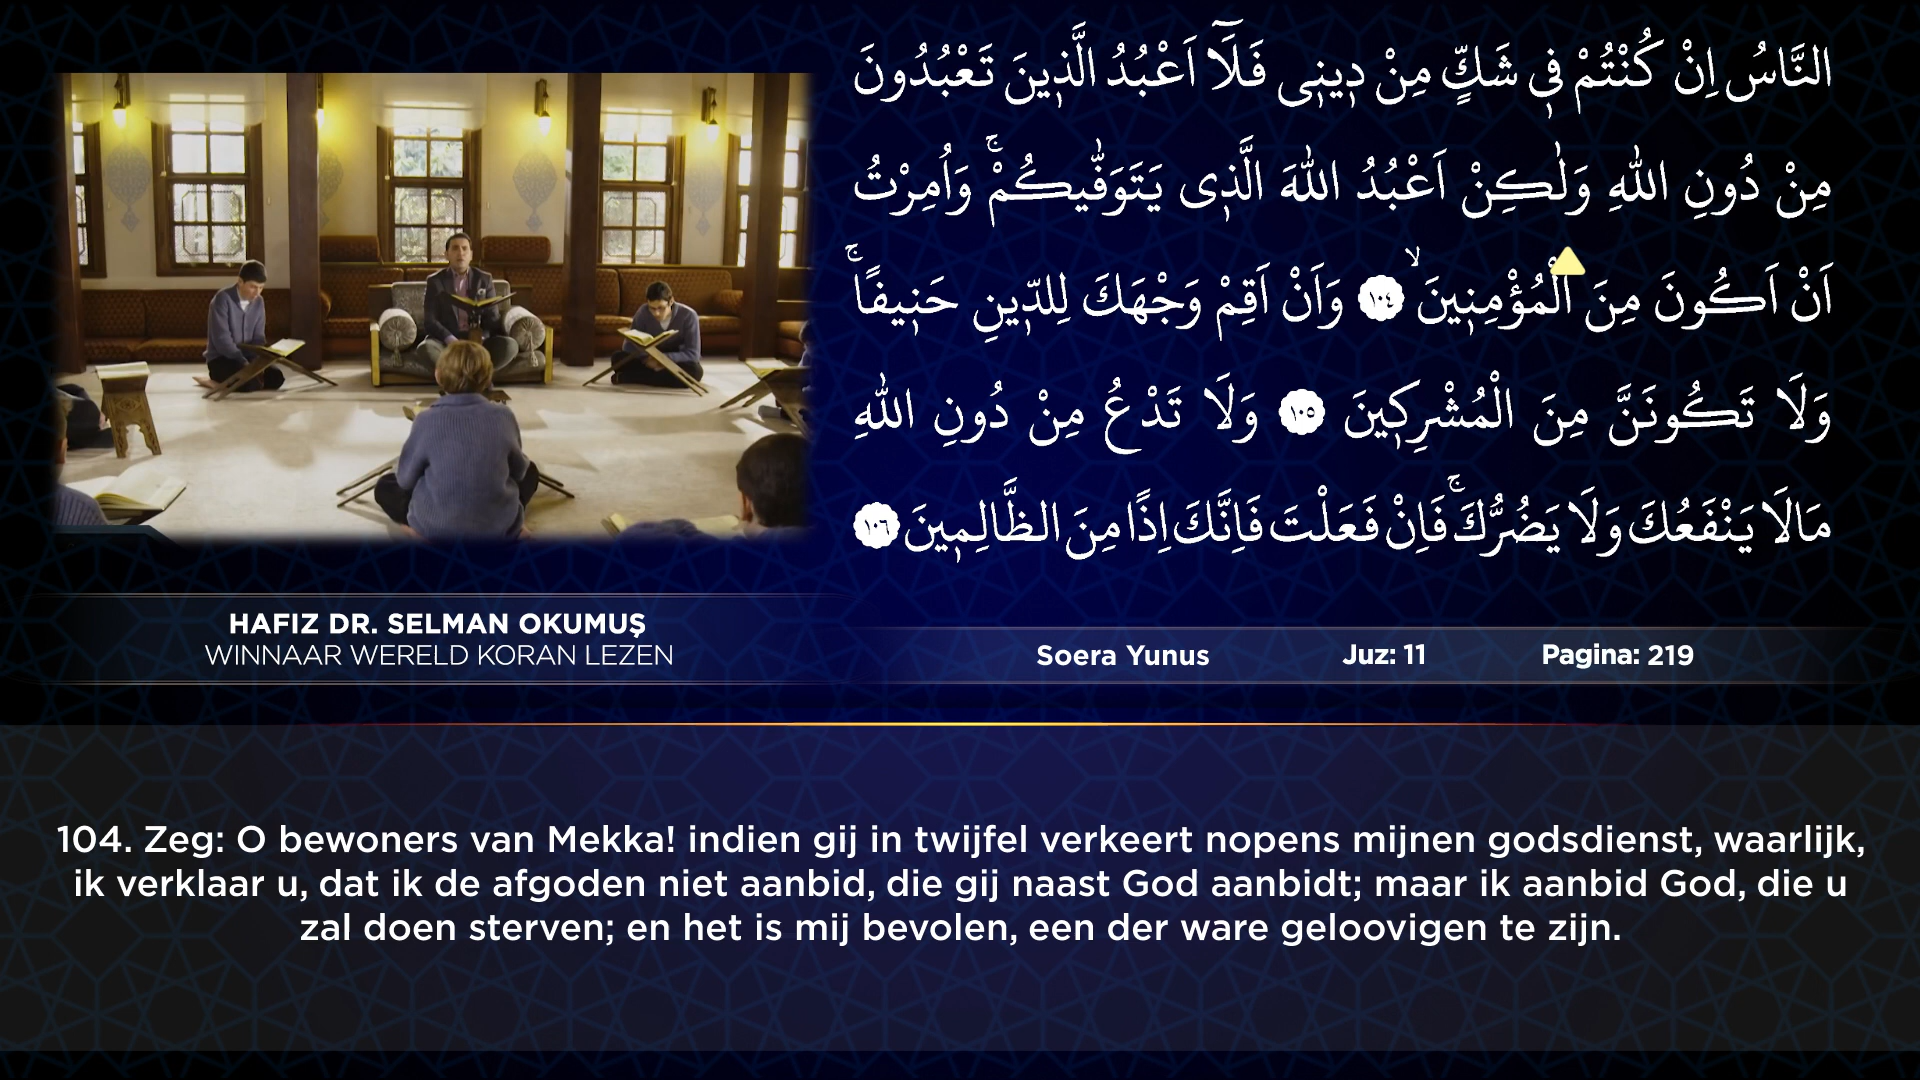 النَّاسُ اِنْ كُنْتُمْ فٖي شَكٍّ مِنْ دٖينٖى فَلَٓا اَعْبُدُ الَّذٖينَ تَعْبُدُونَ
مِنْ دُونِ اللّٰهِ وَلٰكِنْ اَعْبُدُ اللّٰهَ الَّذٖى يَتَوَفّٰيكُمْۚ وَاُمِرْتُ
اَنْ اَكُونَ مِنَ الْمُؤْمِنٖينَۙ ١٠٤ وَاَنْ اَقِمْ وَجْهَكَ لِلدّٖينِ حَنٖيفًاۚ
وَلَا تَكُونَنَّ مِنَ الْمُشْرِكٖينَ ١٠٥ وَلَا تَدْعُ مِنْ دُونِ اللّٰهِ
مَالَا يَنْفَعُكَ وَلَا يَضُرُّكَۚ فَاِنْ فَعَلْتَ فَاِنَّكَ اِذًا مِنَ الظَّالِمٖينَ ١٠٦
HAFIZ DR. SELMAN OKUMUŞ
WINNAAR WERELD KORAN LEZEN
Soera Yunus Juz: 11 Pagina: 219
104. Zeg: O bewoners van Mekka! indien gij in twijfel verkeert nopens mijnen godsdienst, waarlijk,
ik verklaar u, dat ik de afgoden niet aanbid, die gij naast God aanbidt; maar ik aanbid God, die u
zal doen sterven; en het is mij bevolen, een der ware geloovigen te zijn.